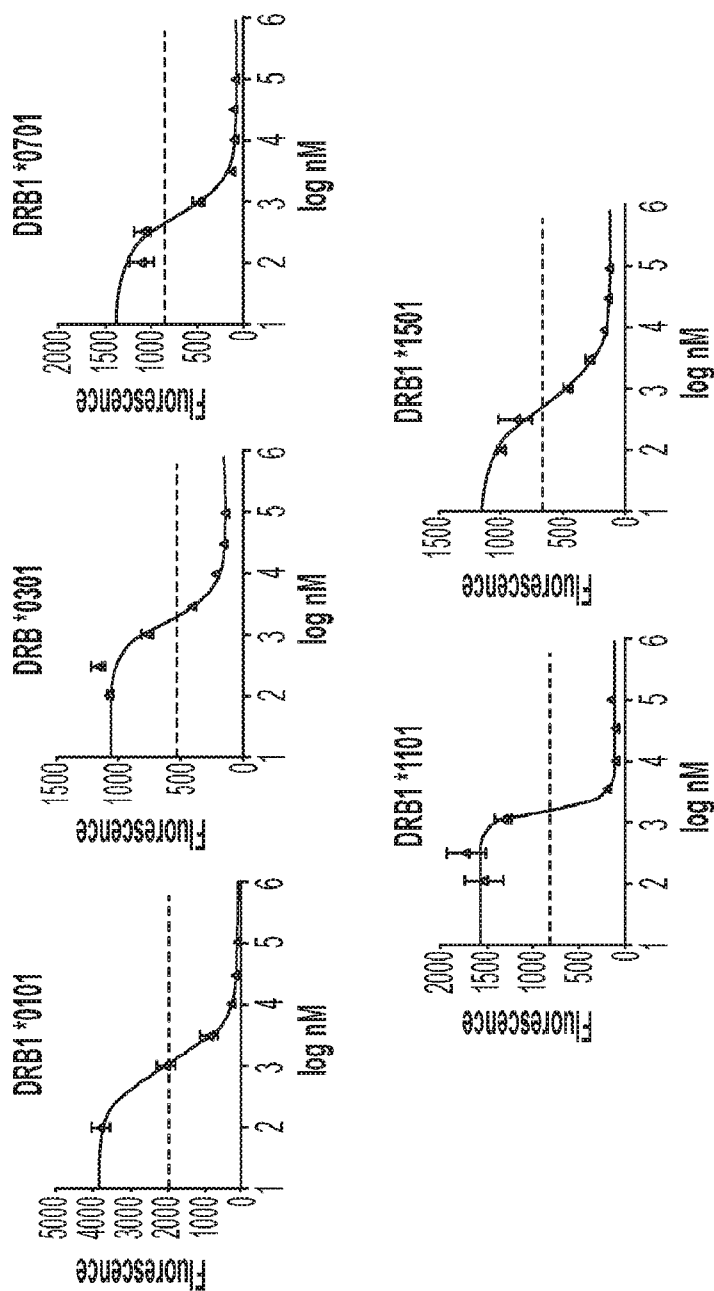 DRB1 *0101
Fluorescence
5000
4000
3000
2000
1000
0
1 2 3 4 5 6
log nM
DRB *0301
Fluorescence
1500
1000
500
0
1 2 3 4 5 6
log nM
DRB1 *0701
Fluorescence
2000
1500
1000
500
0
1 2 3 4 5 6
log nM
DRB1 *1101
Fluorescence
2000
1500
1000
500
0
1 2 3 4 5 6
log nM
DRB1 *1501
Fluorescence
1500
1000
500
0
1 2 3 4 5 6
log nM